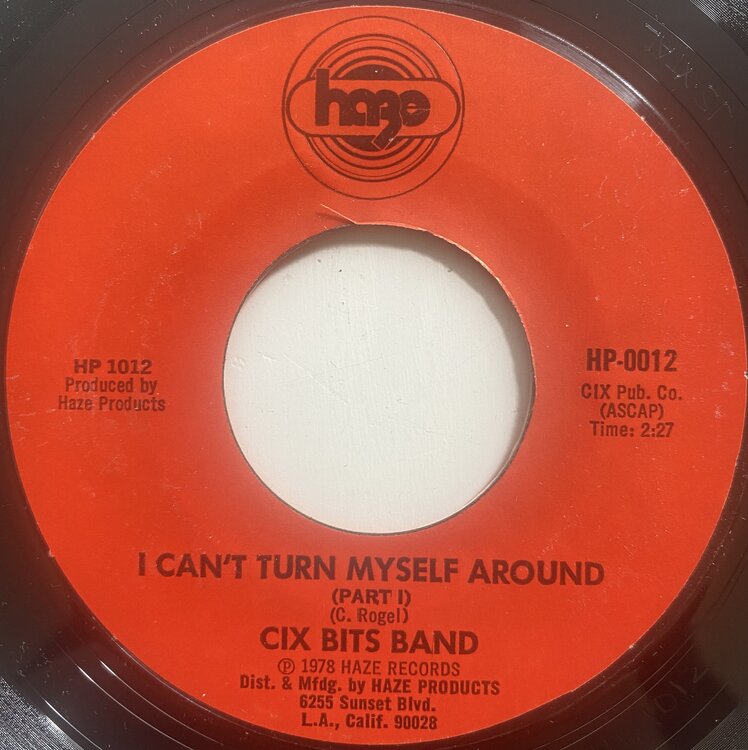 haze
HP 1012
Produced by
Haze Products
HP-0012
CIX Pub. Co.
(ASCAP)
Time: 2:27
I CAN'T TURN MYSELF AROUND
(PART I)
(C. Rogel)
CIX BITS BAND
Ⓟ 1978 HAZE RECORDS
Dist. & Mfdg. by HAZE PRODUCTS
6255 Sunset Blvd.
L.A., Calif. 90028